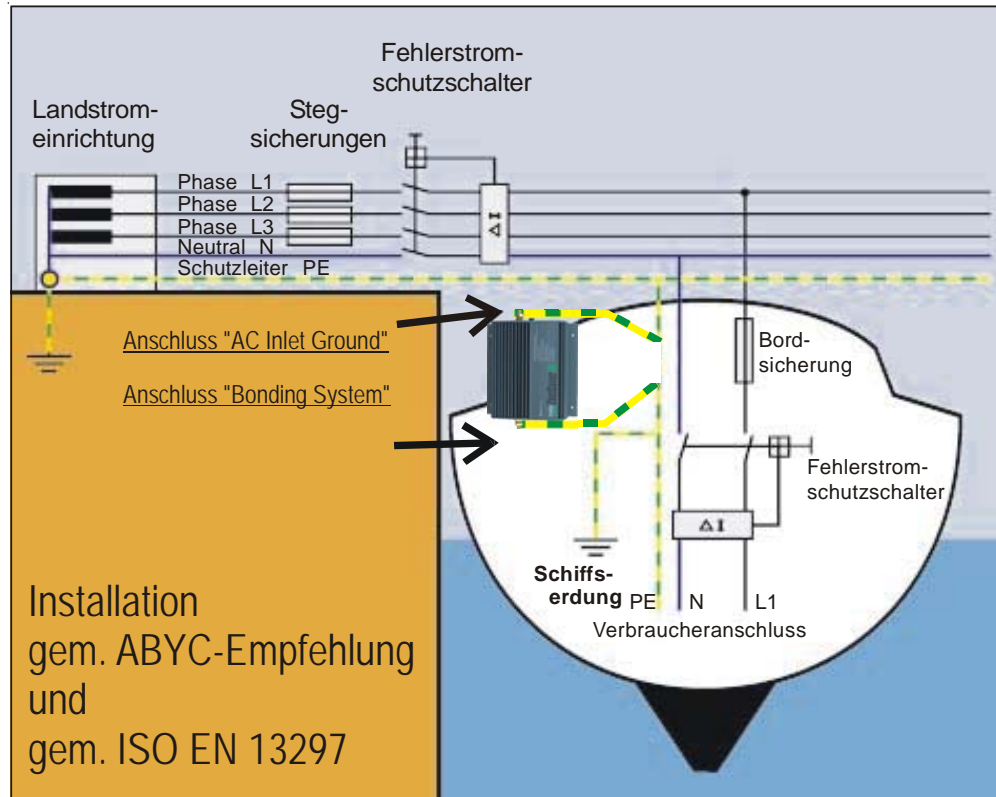 Fehlerstrom-
schutzschalter
Landstrom-
einrichtung
Steg-
sicherungen
Phase L1
Phase L2
Phase L3
Neutral N
Schutzleiter PE
Δ I
Anschluss "AC Inlet Ground"
Anschluss "Bonding System"
Bord-
sicherung
Fehlerstrom-
schutzschalter
Δ I
Schiffs-
erdung
PE N L1
Verbraucheranschluss
Installation
gem. ABYC-Empfehlung
und
gem. ISO EN 13297